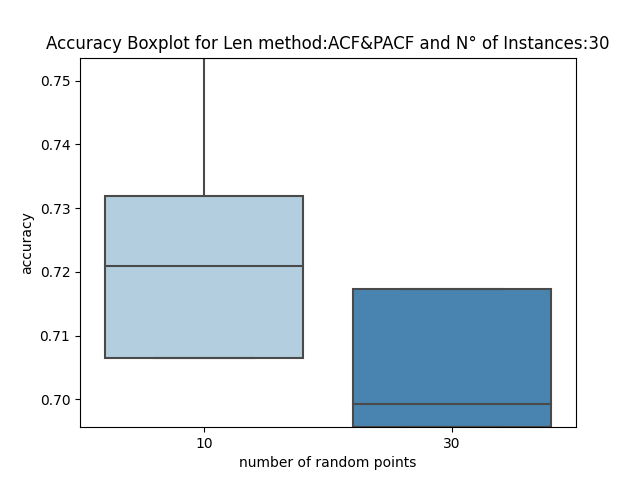 Accuracy Boxplot for Len method:ACF&PACF and N° of Instances:30
0.75
0.74
0.73
0.72
0.71
0.70
accuracy
10
30
number of random points